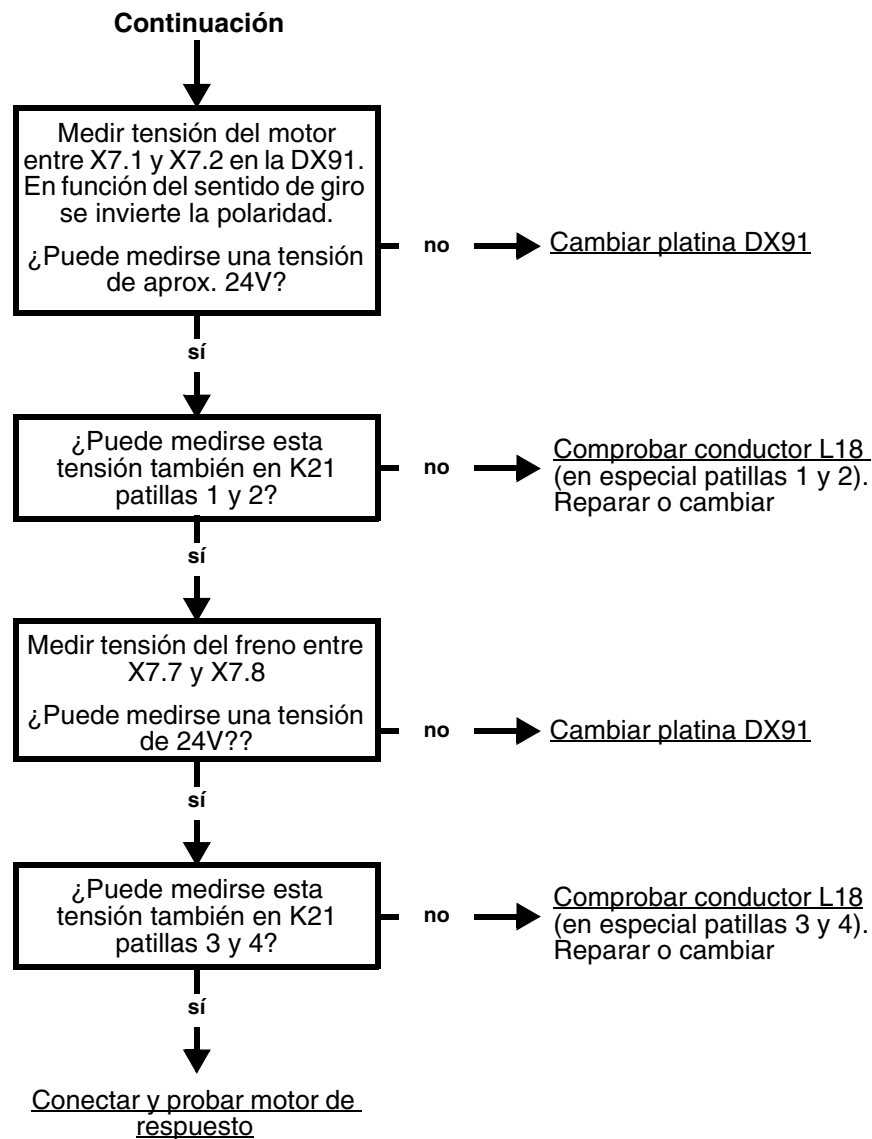 Continuación
Medir tensión del motor
entre X7.1 y X7.2 en la DX91.
En función del sentido de giro
se invierte la polaridad.
¿Puede medirse una tensión
de aprox. 24V?
no
Cambiar platina DX91
sí
¿Puede medirse esta
tensión también en K21
patillas 1 y 2?
no
Comprobar conductor L18
(en especial patillas 1 y 2).
Reparar o cambiar
sí
Medir tensión del freno entre
X7.7 y X7.8
¿Puede medirse una tensión
de 24V??
no
Cambiar platina DX91
sí
¿Puede medirse esta
tensión también en K21
patillas 3 y 4?
no
Comprobar conductor L18
(en especial patillas 3 y 4).
Reparar o cambiar
sí
Conectar y probar motor de
respuesto